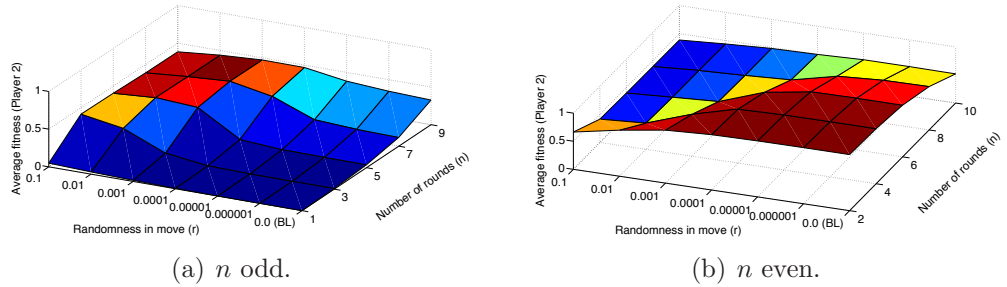 1
0.5
0
0.1
0.01
0.001
0.0001
0.00001
0.000001
0.0 (BL)
1
3
5
7
9
Average fitness (Player 2)
Randomness in move (r)
Number of rounds (n)
(a) n odd.
1
0.5
0
0.1
0.01
0.001
0.0001
0.00001
0.000001
0.0 (BL)
2
4
6
8
10
Average fitness (Player 2)
Randomness in move (r)
Number of rounds (n)
(b) n even.